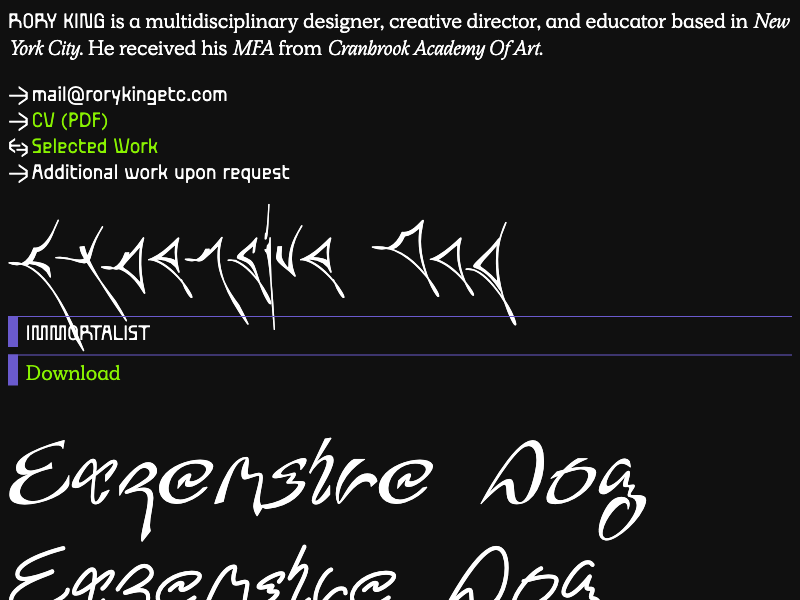 RORY KING is a multidisciplinary designer, creative director, and educator based in New
York City. He received his MFA from Cranbrook Academy Of Art.
→mail@rorykingetc.com
→CV (PDF)
⇆Selected Work
→Additional work upon request
Expensive Dog
IMMORTALIST
Download
Expensive Dog
Expensive Dog